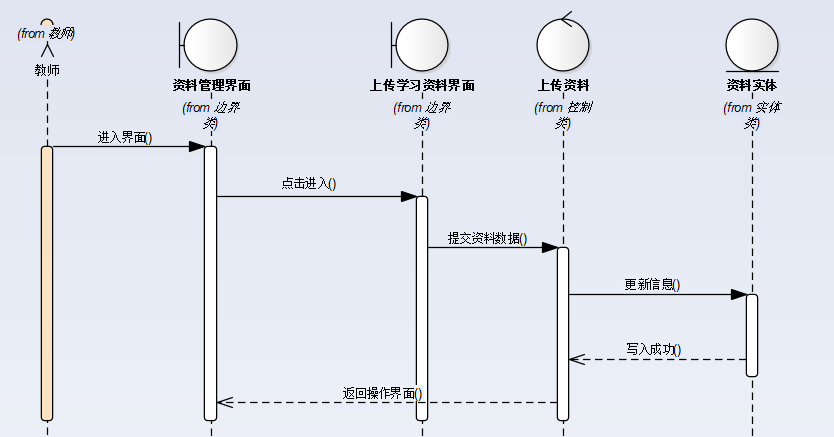 (from 教师)
教师
资料管理界面
(from 边界
类)
上传学习资料界面
(from 边界
类)
上传资料
(from 控制
类)
资料实体
(from 实体
类)
进入界面()
点击进入()
提交资料数据()
更新信息()
写入成功()
返回操作界面()